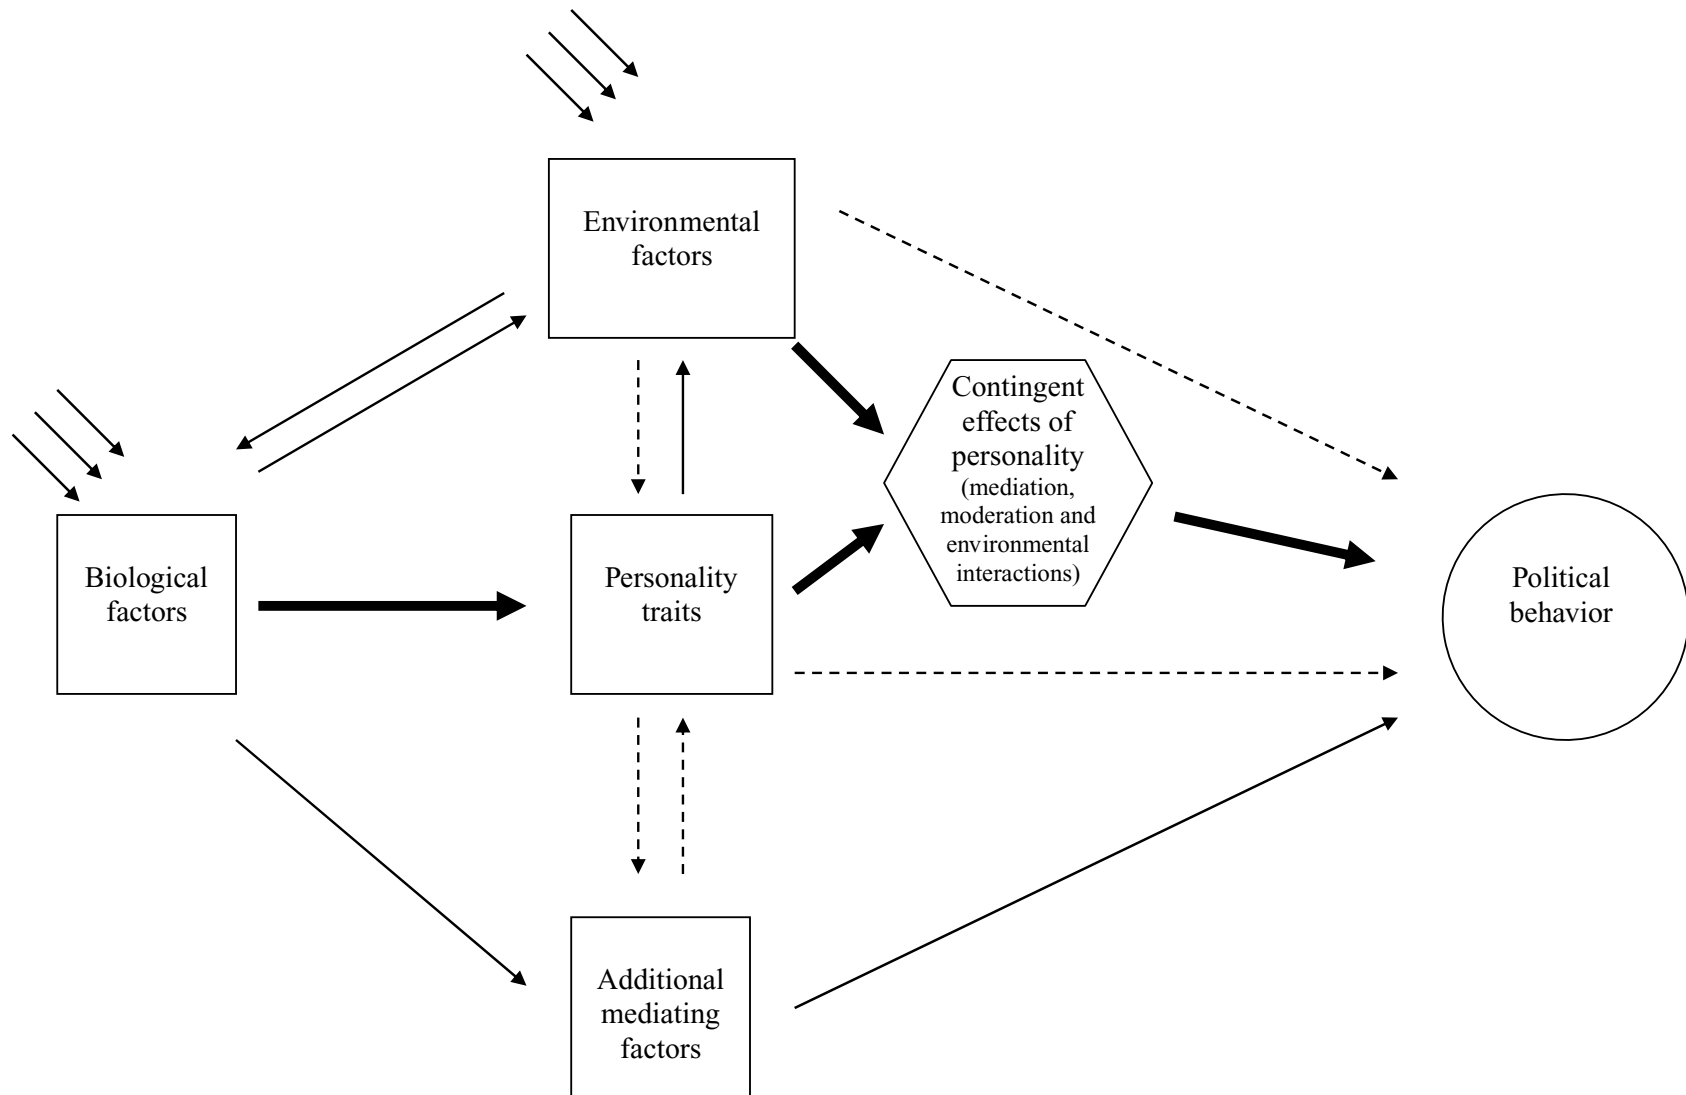 Environmental
factors
Contingent
effects of
personality
(mediation,
moderation and
environmental
interactions)
Biological
factors
Personality
traits
Political
behavior
Additional
mediating
factors